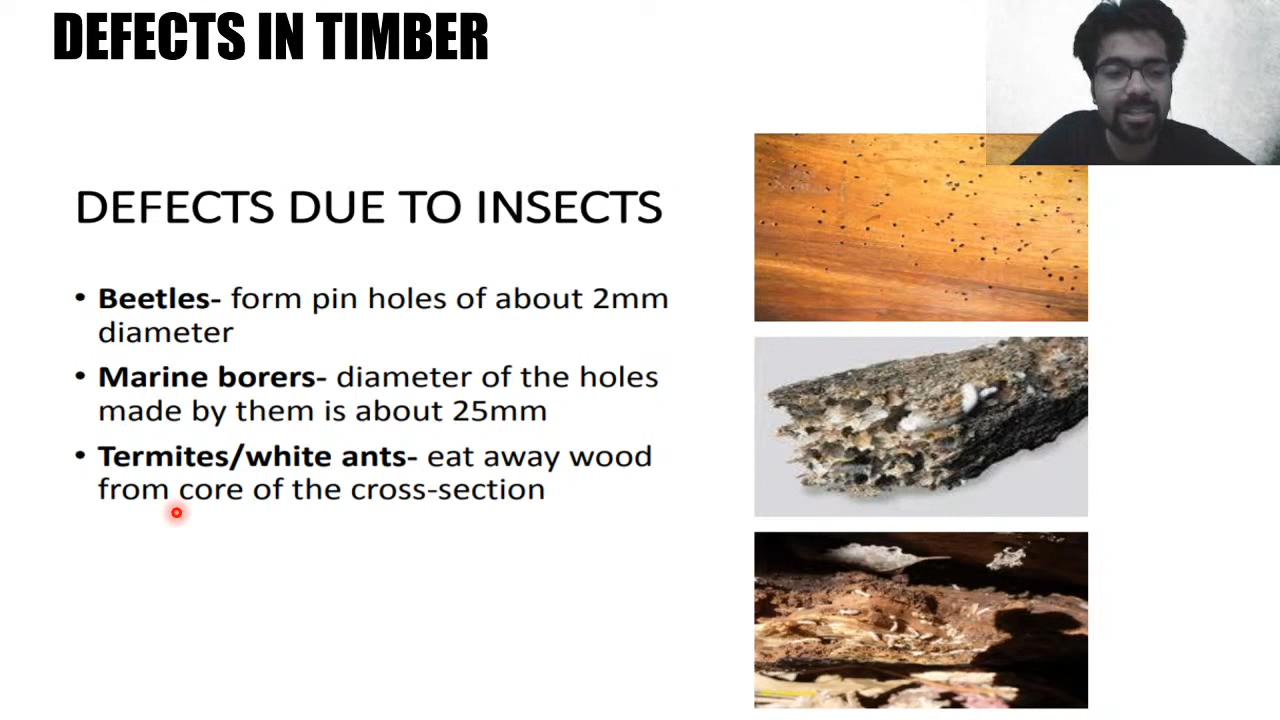 DEFECTS IN TIMBER
DEFECTS DUE TO INSECTS
• Beetles- form pin holes of about 2mm
diameter
• Marine borers- diameter of the holes
made by them is about 25mm
• Termites/white ants- eat away wood
from core of the cross-section